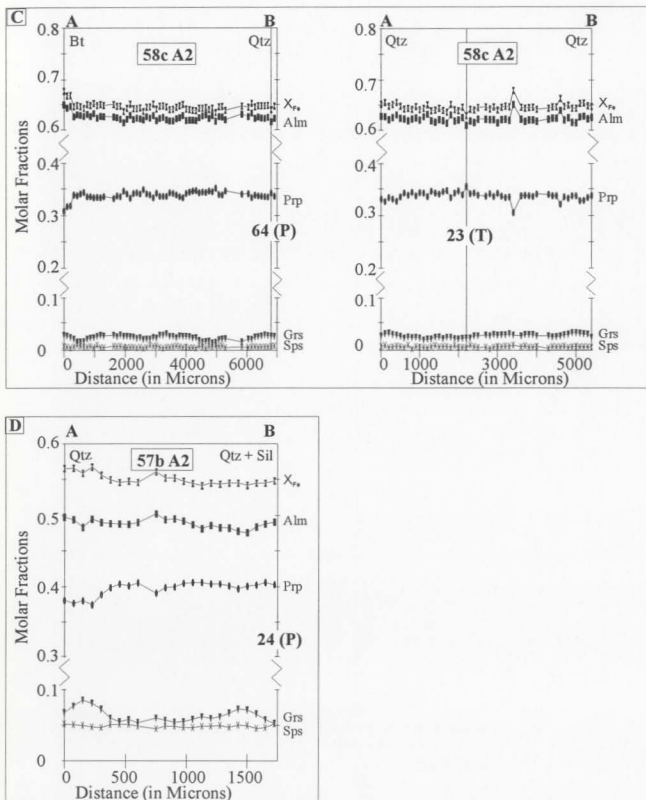 C
A B
Bt 58c A2 Qtz
0.8
0.7
0.6
0.4
0.3
0.2
0.1
0
Molar Fractions
X Fe
Alm
Prp
64 (P)
Grs
Sps
0 2000 4000 6000
Distance (in Microns)
A B
Qtz 58c A2 Qtz
0.8
0.7
0.6
0.4
0.3
0.2
0.1
0
X Fe
Alm
Prp
23 (T)
Grs
Sps
0 1000 3000 5000
Distance (in Microns)
D
A B
Qtz 57b A2 Qtz + Sil
0.6
0.5
0.4
0.3
0.1
0
Molar Fractions
X Fe
Alm
Prp
24 (P)
Grs
Sps
0 500 1000 1500
Distance (in Microns)